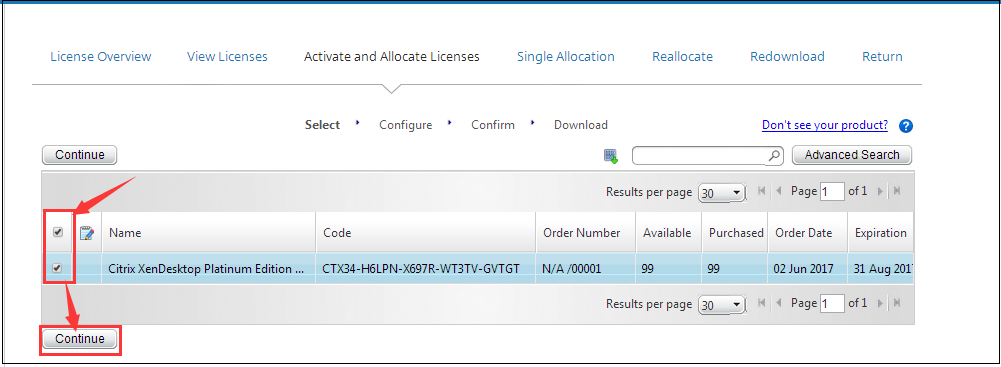 License Overview View Licenses Activate and Allocate Licenses Single Allocation Reallocate Redownload Return
Select Configure Confirm Download Don't see your product? ?
Continue Advanced Search
Results per page 30 Page 1 of 1
Name Code Order Number Available Purchased Order Date Expiration
Citrix XenDesktop Platinum Edition ... CTX34-H6LPN-X697R-WT3TV-GVTGT N/A /00001 99 99 02 Jun 2017 31 Aug 201
Results per page 30 Page 1 of 1
Continue